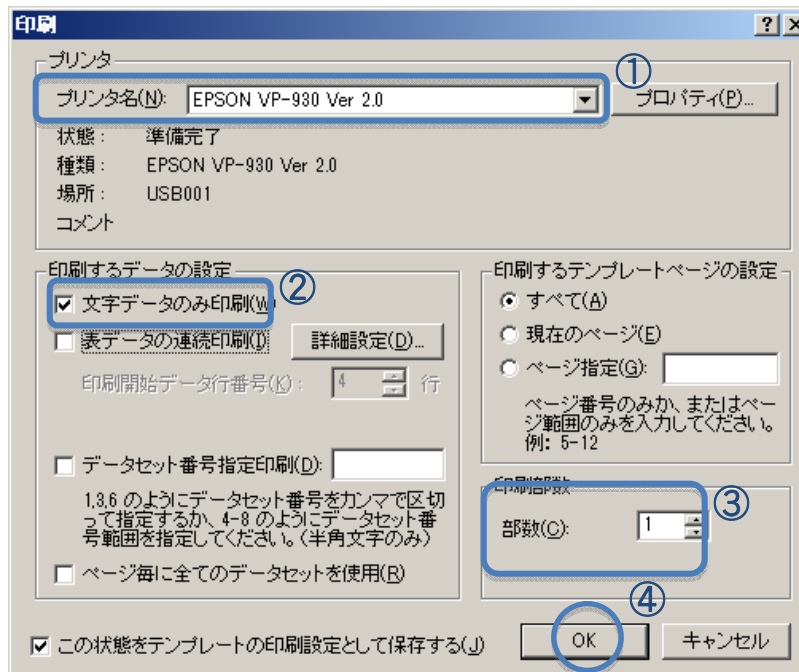 印刷
プリンタ
①
プリンタ名(N): EPSON VP-930 Ver 2.0 プロパティ(P)...
状態： 準備完了
種類： EPSON VP-930 Ver 2.0
場所： USB001
コメント
印刷するデータの設定
②
文字データのみ印刷(W)
表データの連続印刷(I) 詳細設定(D)...
印刷開始データ行番号(K)： 4 行
データセット番号指定印刷(D):
1,3,6 のようにデータセット番号をカンマで区切
って指定するか、4-8 のようにデータセット番
号範囲を指定してください。（半角文字のみ）
ページ毎に全てのデータセットを使用(R)
印刷するテンプレートページの設定
すべて(A)
現在のページ(E)
ページ指定(G):
ページ番号のみか、またはペー
ジ範囲のみを入力してください。
例: 5-12
印刷部数
③
部数(C): 1
④
この状態をテンプレートの印刷設定として保存する(J)
OK キャンセル